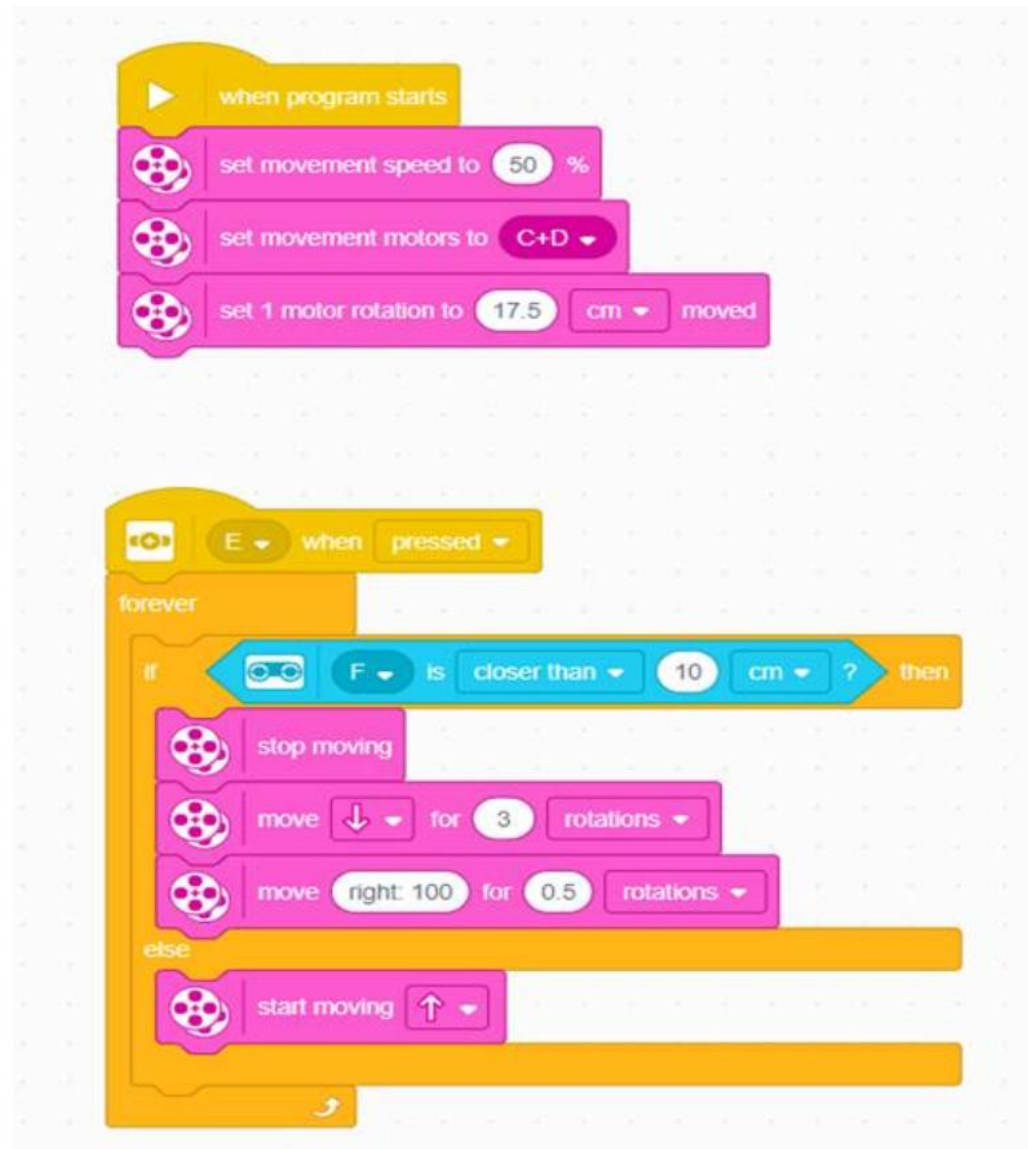 when program starts
set movement speed to 50 %
set movement motors to C+D
set 1 motor rotation to 17.5 cm moved
E when pressed
forever
if F is closer than 10 cm ? then
stop moving
move for 3 rotations
move right: 100 for 0.5 rotations
else
start moving